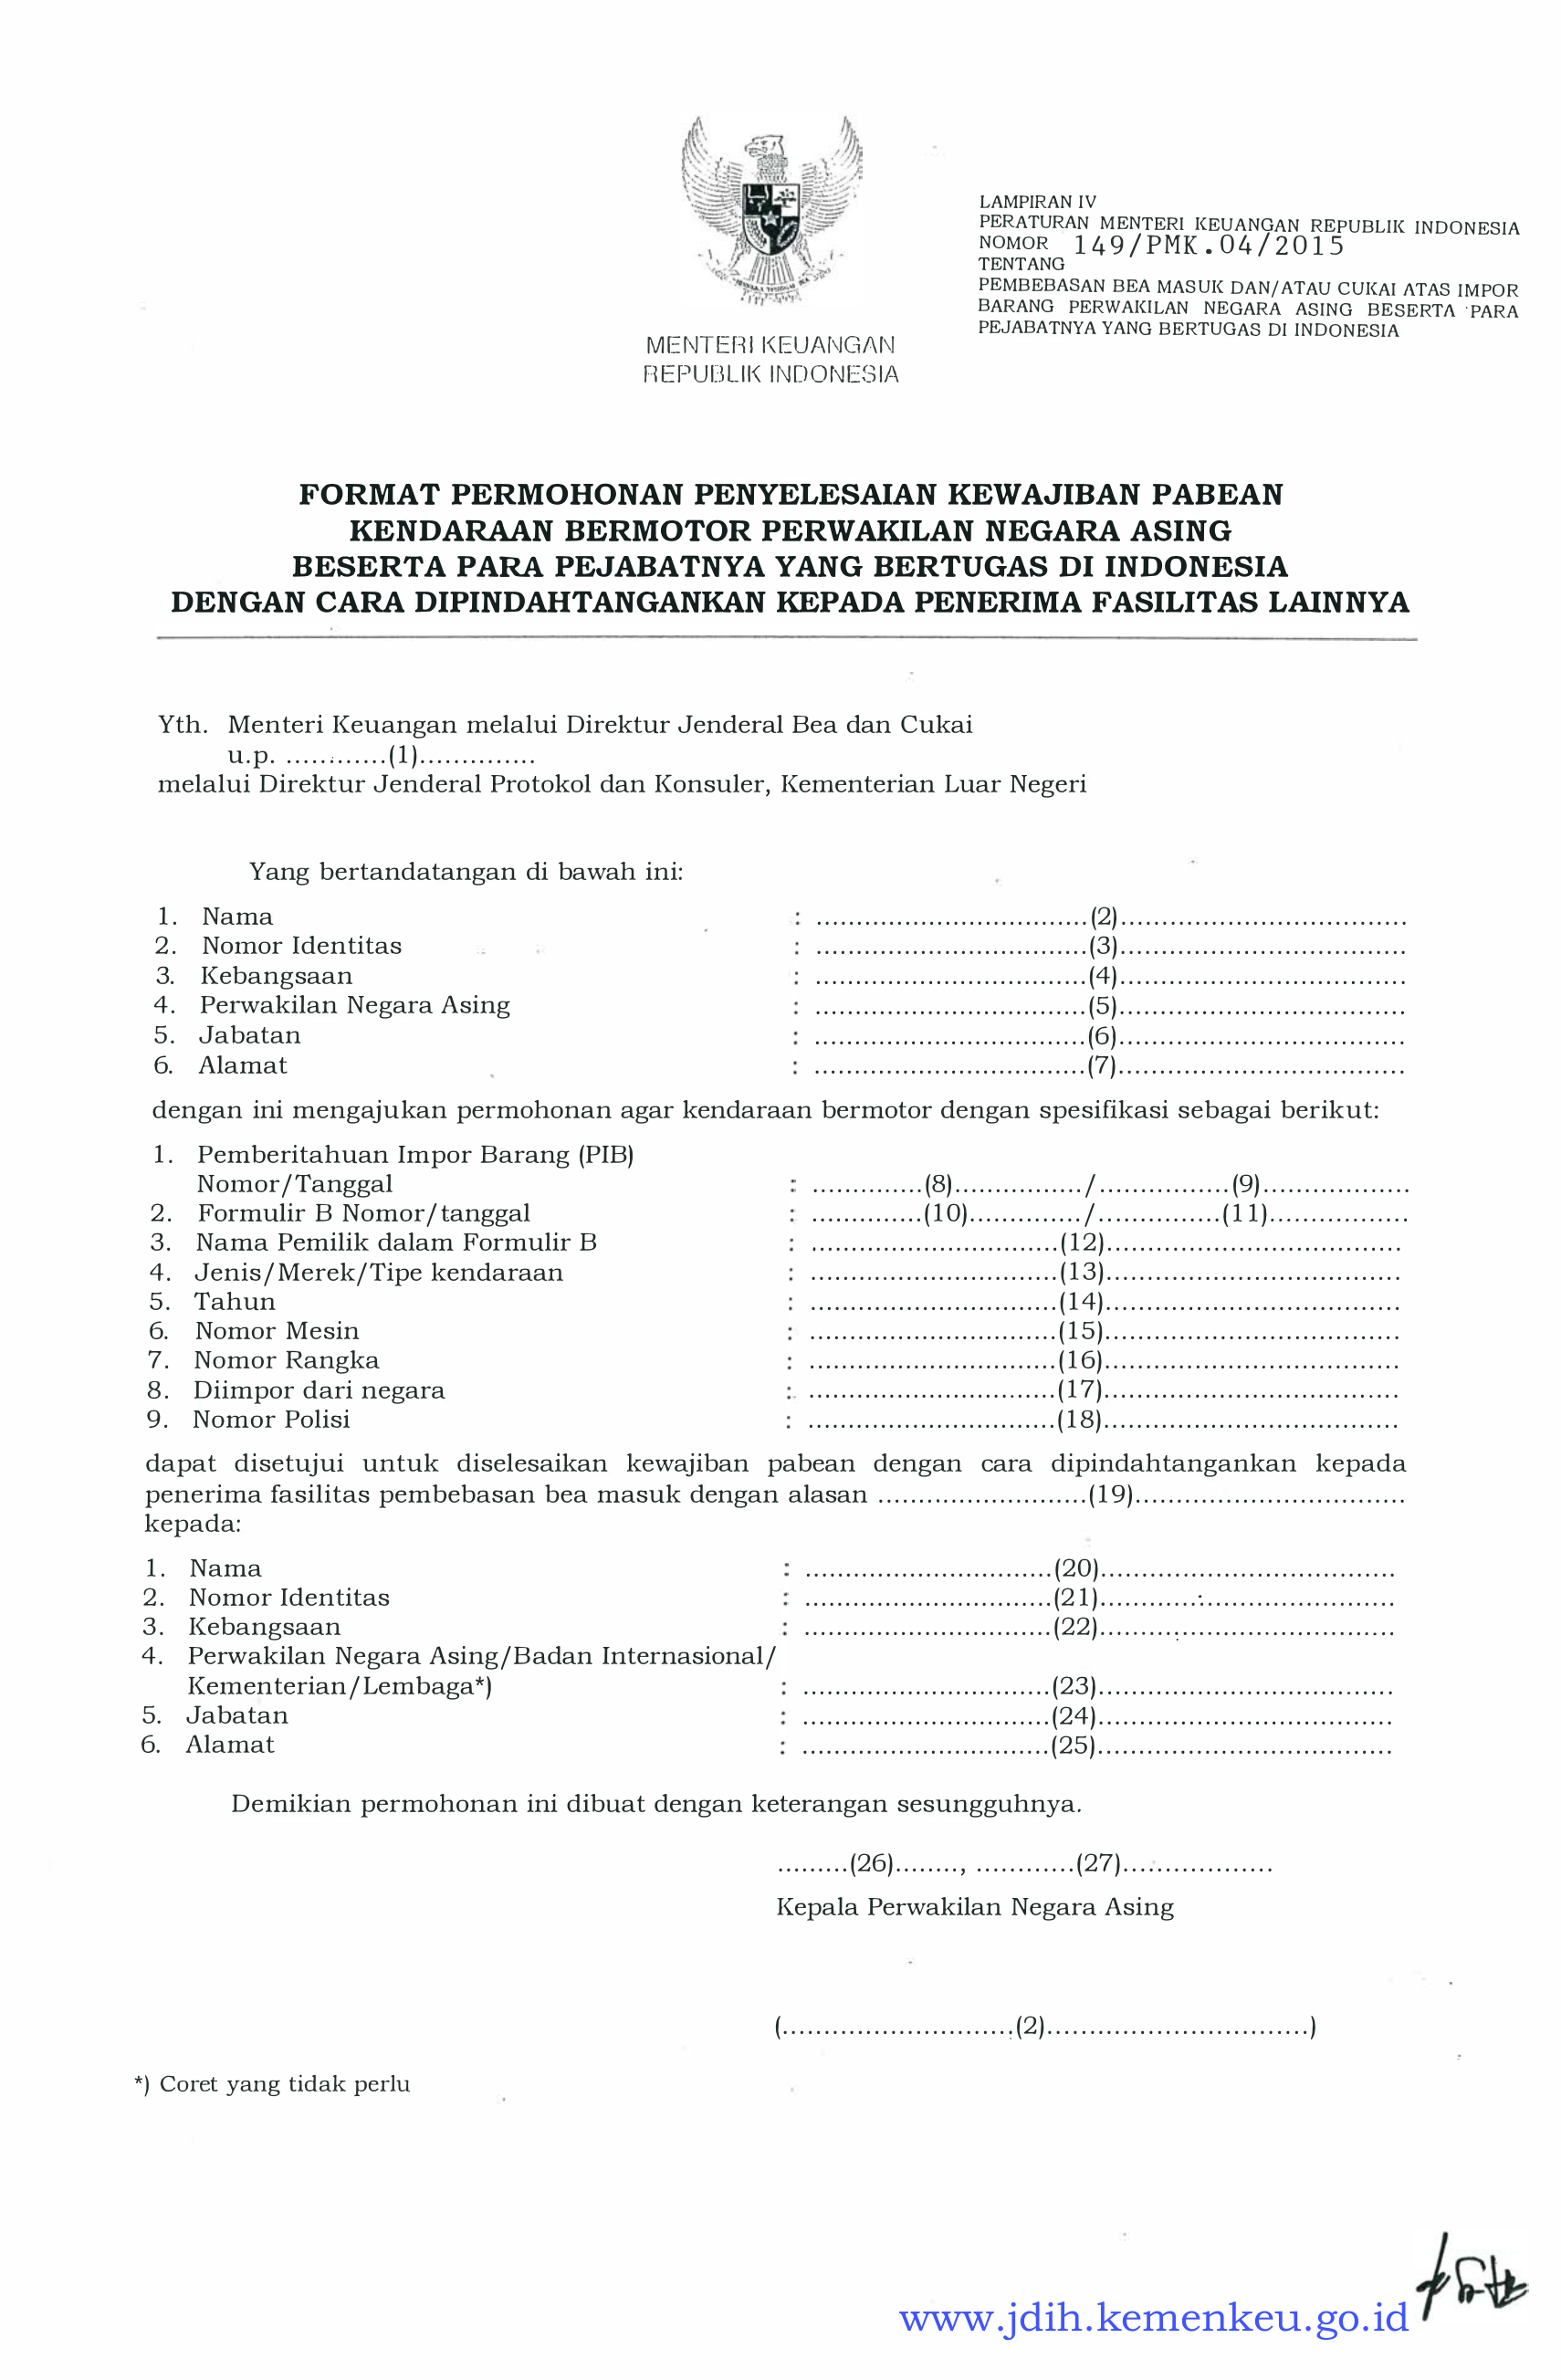 LAMPIRAN IV
PERATURAN MENTERI KEUANGAN REPUBLIK INDONESIA
NOMOR 149/PMK.04/2015
TENTANG
PEMBEBASAN BEA MASUK DAN/ATAU CUKAI ATAS IMPOR
BARANG PERWAKILAN NEGARA ASING BESERTA PARA
PEJABATNYA YANG BERTUGAS DI INDONESIA
MENTERI KEUANGAN
REPUBLIK INDONESIA
FORMAT PERMOHONAN PENYELESAIAN KEWAJIBAN PABEAN
KENDARAAN BERMOTOR PERWAKILAN NEGARA ASING
BESERTA PARA PEJABATNYA YANG BERTUGAS DI INDONESIA
DENGAN CARA DIPINDAHTANGANKAN KEPADA PENERIMA FASILITAS LAINNYA
Yth. Menteri Keuangan melalui Direktur Jenderal Bea dan Cukai
u.p. ............(1)..............
melalui Direktur Jenderal Protokol dan Konsuler, Kementerian Luar Negeri
Yang bertandatangan di bawah ini:
1. Nama : .................................(2)...................................
2. Nomor Identitas : .................................(3)...................................
3. Kebangsaan : .................................(4)...................................
4. Perwakilan Negara Asing : .................................(5)...................................
5. Jabatan : .................................(6)...................................
6. Alamat : .................................(7)...................................
dengan ini mengajukan permohonan agar kendaraan bermotor dengan spesifikasi sebagai berikut:
1. Pemberitahuan Impor Barang (PIB)
Nomor/Tanggal : ..............(8)................/................(9)..................
2. Formulir B Nomor/tanggal : ..............(10)............../...............(11).................
3. Nama Pemilik dalam Formulir B : ..............................(12)....................................
4. Jenis/Merek/Tipe kendaraan : ..............................(13)....................................
5. Tahun : ..............................(14)....................................
6. Nomor Mesin : ..............................(15)....................................
7. Nomor Rangka : ..............................(16)....................................
8. Diimpor dari negara : ..............................(17)....................................
9. Nomor Polisi : ..............................(18)....................................
dapat disetujui untuk diselesaikan kewajiban pabean dengan cara dipindahtangankan kepada
penerima fasilitas pembebasan bea masuk dengan alasan ..........................(19).................................
kepada:
1. Nama : ..............................(20)....................................
2. Nomor Identitas : ..............................(21)....................................
3. Kebangsaan : ..............................(22)....................................
4. Perwakilan Negara Asing/Badan Internasional/
Kementerian/Lembaga*) : ..............................(23)....................................
5. Jabatan : ..............................(24)....................................
6. Alamat : ..............................(25)....................................
Demikian permohonan ini dibuat dengan keterangan sesungguhnya.
.........(26)........, ............(27)..................
Kepala Perwakilan Negara Asing
(............................(2)................................)
*) Coret yang tidak perlu
www.jdih.kemenkeu.go.id